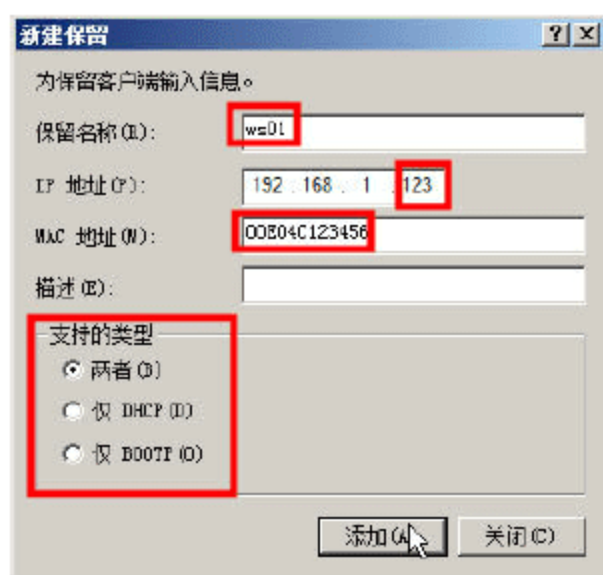 新建保留
为保留客户端输入信息。
保留名称(R): ws01
IP 地址(P): 192 . 168 . 1 . 123
MAC 地址(M): 00E04C123456
描述(E):
支持的类型
两者(B)
仅 DHCP(D)
仅 BOOTP(O)
添加(A)
关闭(C)